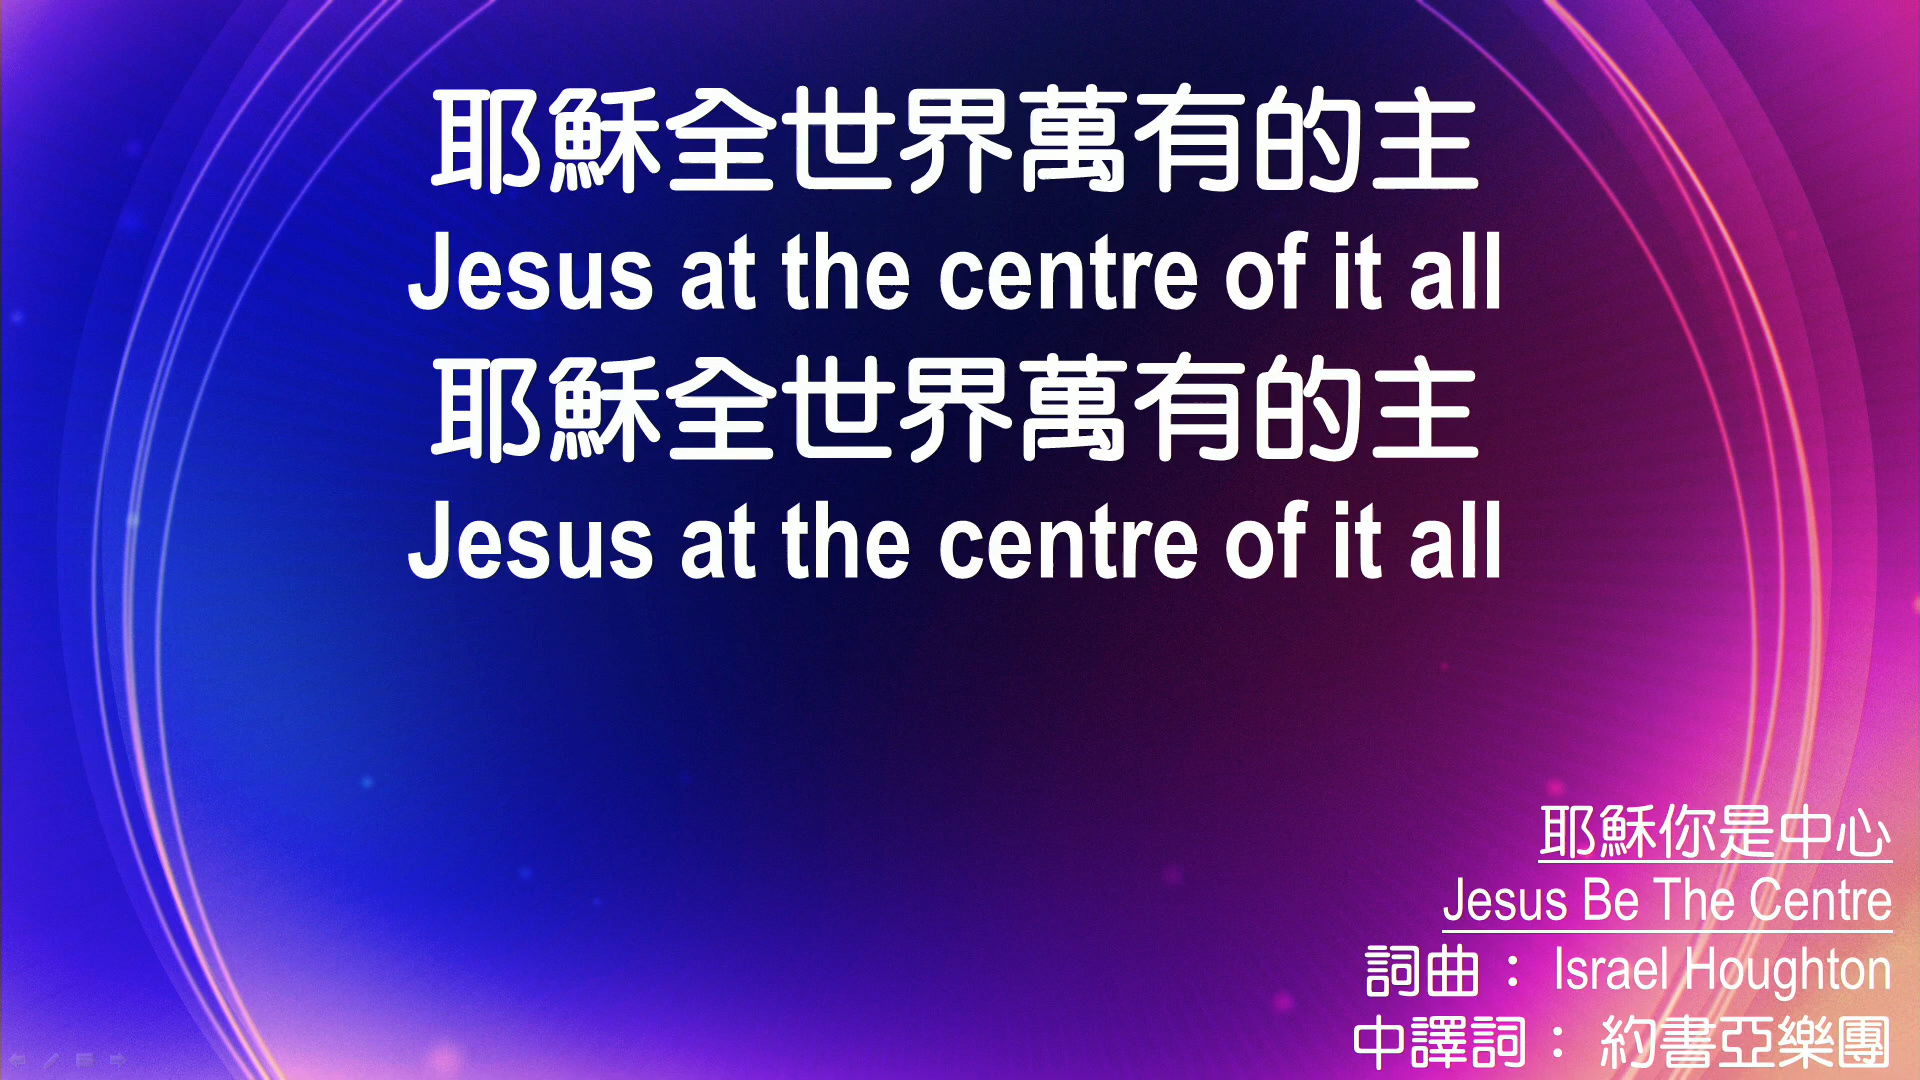 耶穌全世界萬有的主
Jesus at the centre of it all
耶穌全世界萬有的主
Jesus at the centre of it all
耶穌你是中心
Jesus Be The Centre
詞曲： Israel Houghton
中譯詞： 約書亞樂團